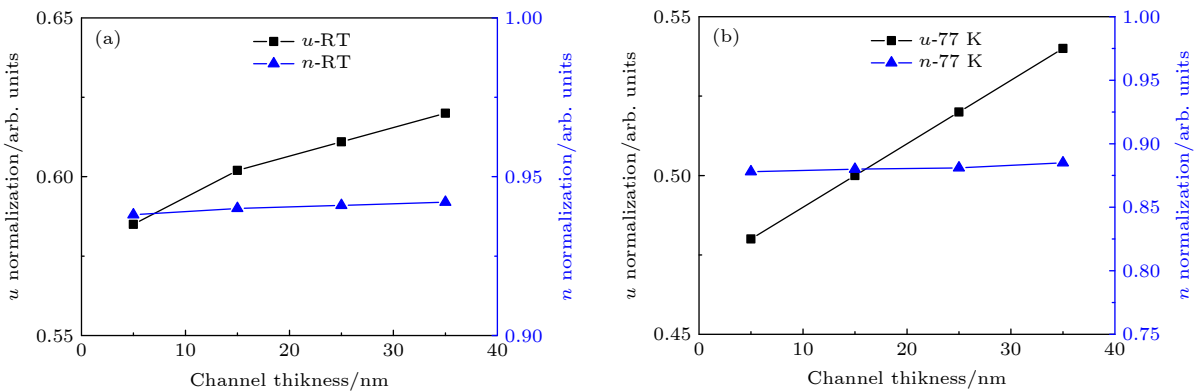 (a)
u-RT
n-RT
0.65
0.60
0.55
u normalization/arb. units
1.00
0.95
0.90
n normalization/arb. units
0 10 20 30 40
Channel thikness/nm
(b)
u-77 K
n-77 K
0.55
0.50
0.45
u normalization/arb. units
1.00
0.95
0.90
0.85
0.80
0.75
n normalization/arb. units
0 10 20 30 40
Channel thikness/nm